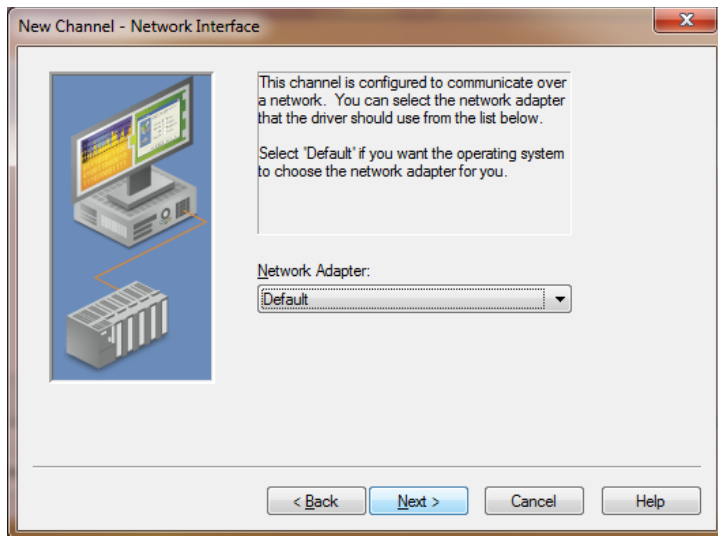 New Channel - Network Interface
This channel is configured to communicate over
a network. You can select the network adapter
that the driver should use from the list below.
Select 'Default' if you want the operating system
to choose the network adapter for you.
Network Adapter:
Default
< Back
Next >
Cancel
Help